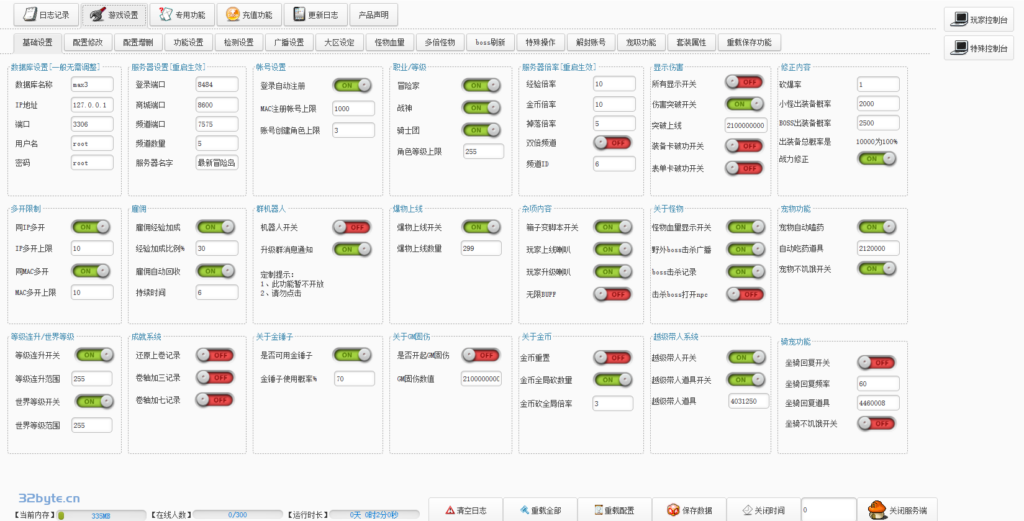 日志记录 游戏设置 专用功能 充值功能 更新日志 产品声明
玩家控制台
特殊控制台
基础设置 配置修改 配置增删 功能设置 检测设置 广播设置 大区设定 怪物血量 多倍怪物 boss刷新 特殊操作 解封账号 宠吸功能 套装属性 重载保存功能
数据库设置[一般无需调整]
数据库名称 max3
IP地址 127.0.0.1
端口 3306
用户名 root
密码 root
服务器设置[重启生效]
登录端口 8484
商城端口 8600
频道端口 7575
频道数量 5
服务器名字 最新冒险岛
帐号设置
登录自动注册 ON
MAC注册帐号上限 1000
账号创建角色上限 3
职业/等级
冒险家 ON
战神 ON
骑士团 ON
角色等级上限 255
服务器倍率[重启生效]
经验倍率 10
金币倍率 10
掉落倍率 5
双倍频道 OFF
频道ID 6
显示伤害
所有显示开关 OFF
伤害突破开关 ON
突破上线 2100000000
装备卡破功开关 OFF
表单卡破功开关 OFF
修正内容
砍爆率 1
小怪出装备概率 2000
BOSS出装备概率 2500
出装备总概率是 10000为100%
战力修正 ON
多开限制
同IP多开 ON
IP多开上限 10
同MAC多开 ON
MAC多开上限 10
雇佣
雇佣经验加成 ON
经验加成比例% 30
雇佣自动回收 ON
持续时间 6
群机器人
机器人开关 OFF
升级群消息通知 ON
定制提示:
1、此功能暂不开放
2、请勿点击
爆物上线
爆物上线开关 ON
爆物上线数量 299
杂项内容
箱子变脚本开关 ON
玩家上线喇叭 ON
玩家升级喇叭 ON
无限BUFF OFF
关于怪物
怪物血量显示开关 ON
野外boss击杀广播 ON
boss击杀记录 ON
击杀boss打开npc OFF
宠物功能
宠物自动嗑药 ON
自动吃药道具 2120000
宠物不饥饿开关 ON
等级连升/世界等级
等级连升开关 ON
等级连升范围 255
世界等级开关 ON
世界等级范围 255
成就系统
还原上卷记录 OFF
卷轴加三记录 OFF
卷轴加七记录 OFF
关于金锤子
是否可用金锤子 ON
金锤子使用概率% 70
关于GM固伤
是否开起GM固伤 OFF
GM固伤数值 2100000000
关于金币
金币重置 OFF
金币全局砍数量 ON
金币砍全局倍率 3
越级带人系统
越级带人开关 ON
越级带人道具开关 ON
越级带人道具 4031250
骑宠功能
坐骑回复开关 OFF
坐骑回复频率 60
坐骑回复道具 4460008
坐骑不饥饿开关 OFF
32byte.cn
【当前内存】 335MB 【在线人数】 0/300 【运行时长】 0天 0时2分0秒
清空日志 重载全部 重载配置 保存数据 关闭时间 0 关闭服务端